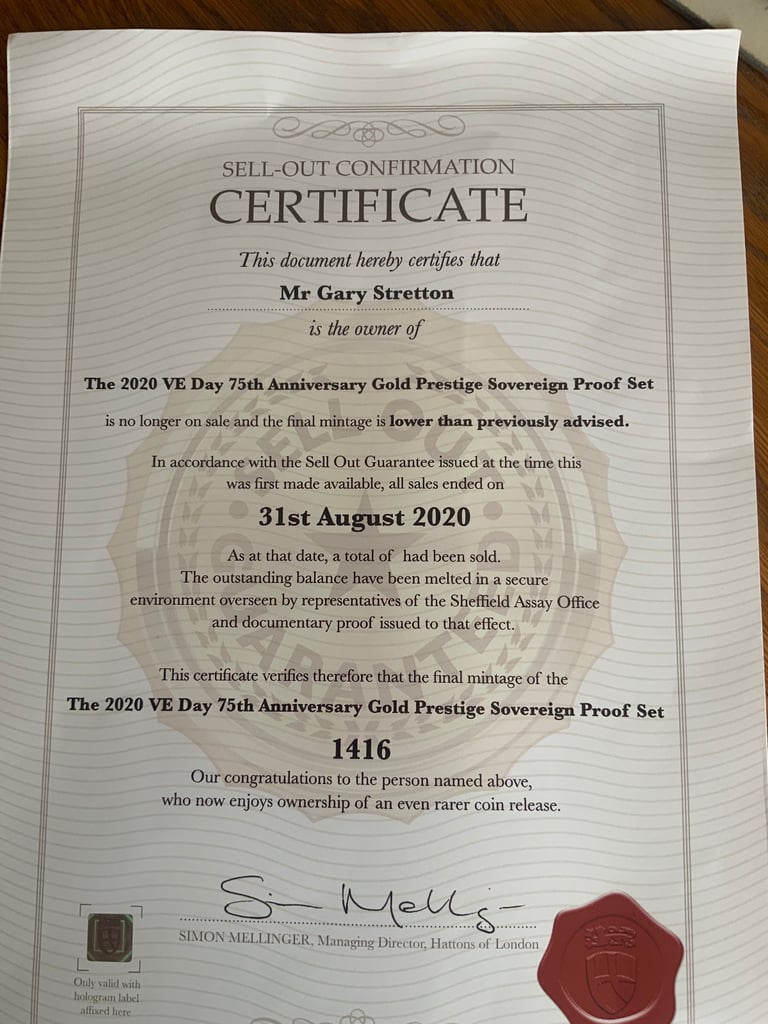 SELL-OUT CONFIRMATION
CERTIFICATE
This document hereby certifies that
Mr Gary Stretton
is the owner of
The 2020 VE Day 75th Anniversary Gold Prestige Sovereign Proof Set
is no longer on sale and the final mintage is lower than previously advised.
In accordance with the Sell Out Guarantee issued at the time this
was first made available, all sales ended on
31st August 2020
As at that date, a total of had been sold.
The outstanding balance have been melted in a secure
environment overseen by representatives of the Sheffield Assay Office
and documentary proof issued to that effect.
This certificate verifies therefore that the final mintage of the
The 2020 VE Day 75th Anniversary Gold Prestige Sovereign Proof Set
1416
Our congratulations to the person named above,
who now enjoys ownership of an even rarer coin release.
SELL OUT
GUARANTEED
Sim Mellinger
SIMON MELLINGER, Managing Director, Hattons of London
Only valid with
hologram label
affixed here